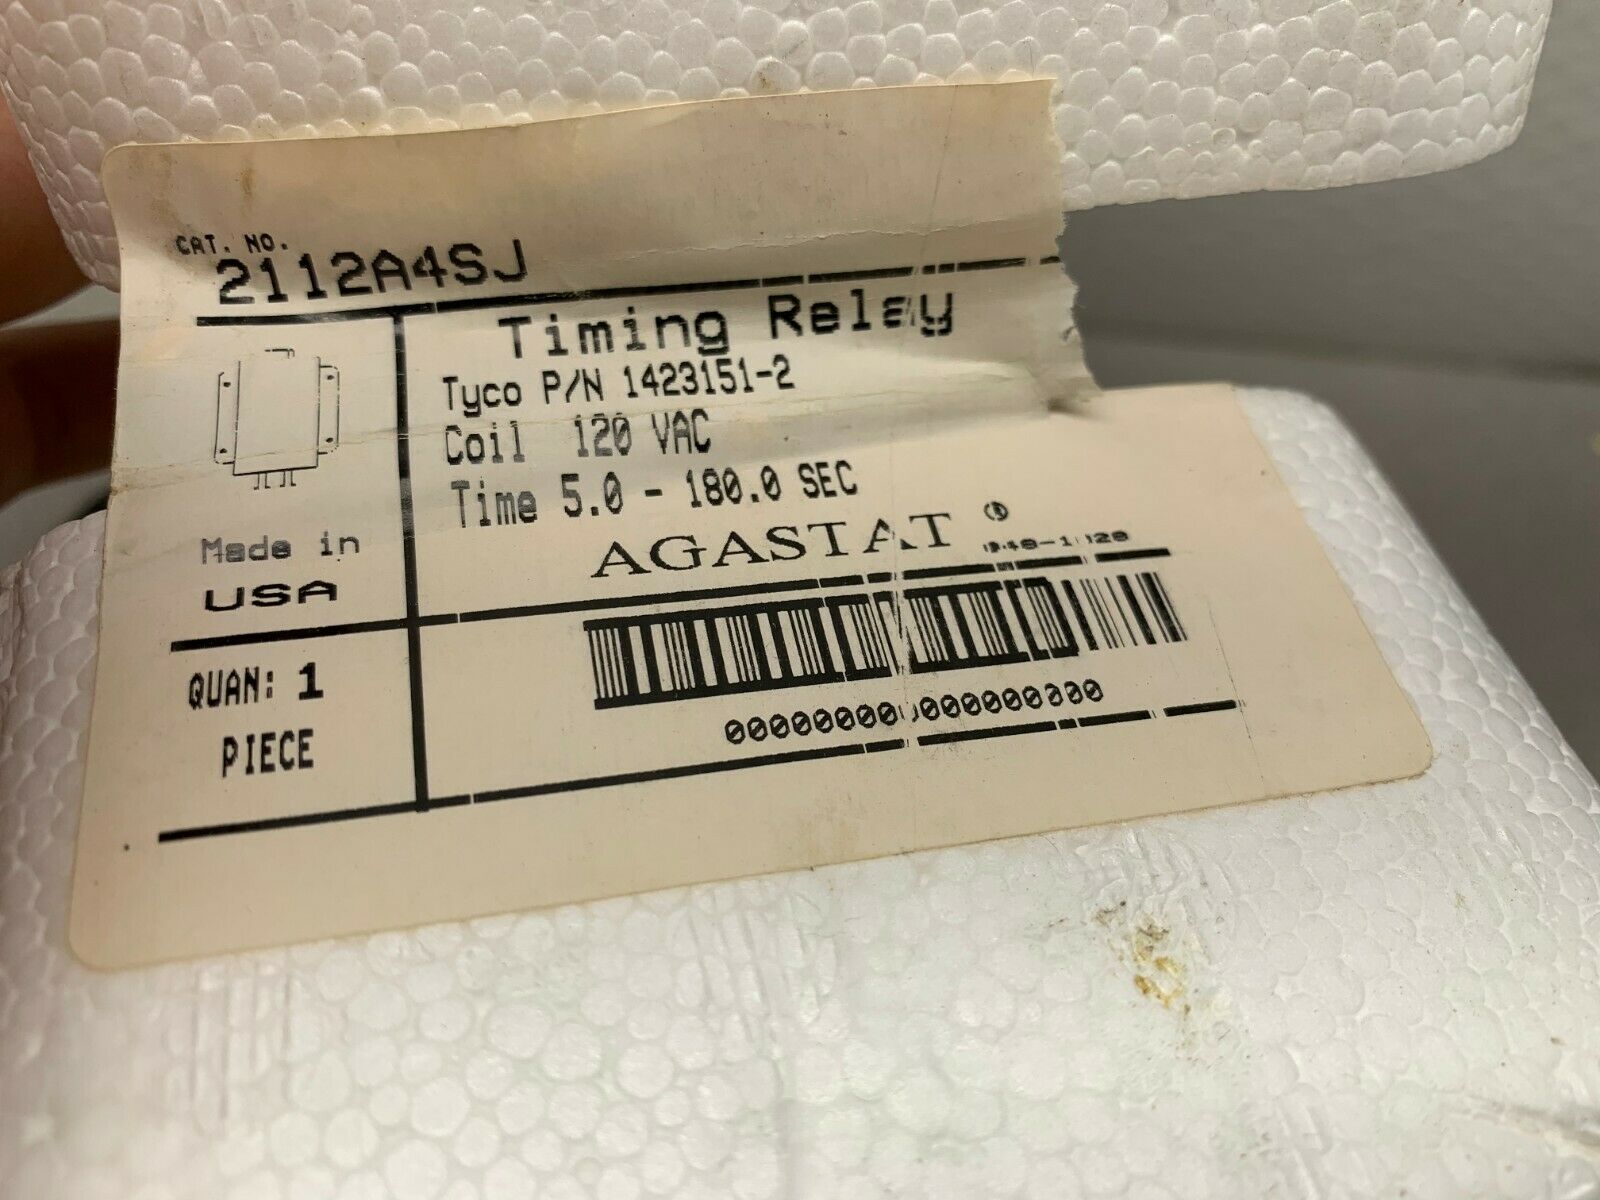 CAT. NO.
2112A4SJ
Timing Relay
Tyco P/N 1423151-2
Coil 120 VAC
Time 5.0 - 180.0 SEC
Made in
USA
AGASTAT ®
QUAN: 1
PIECE